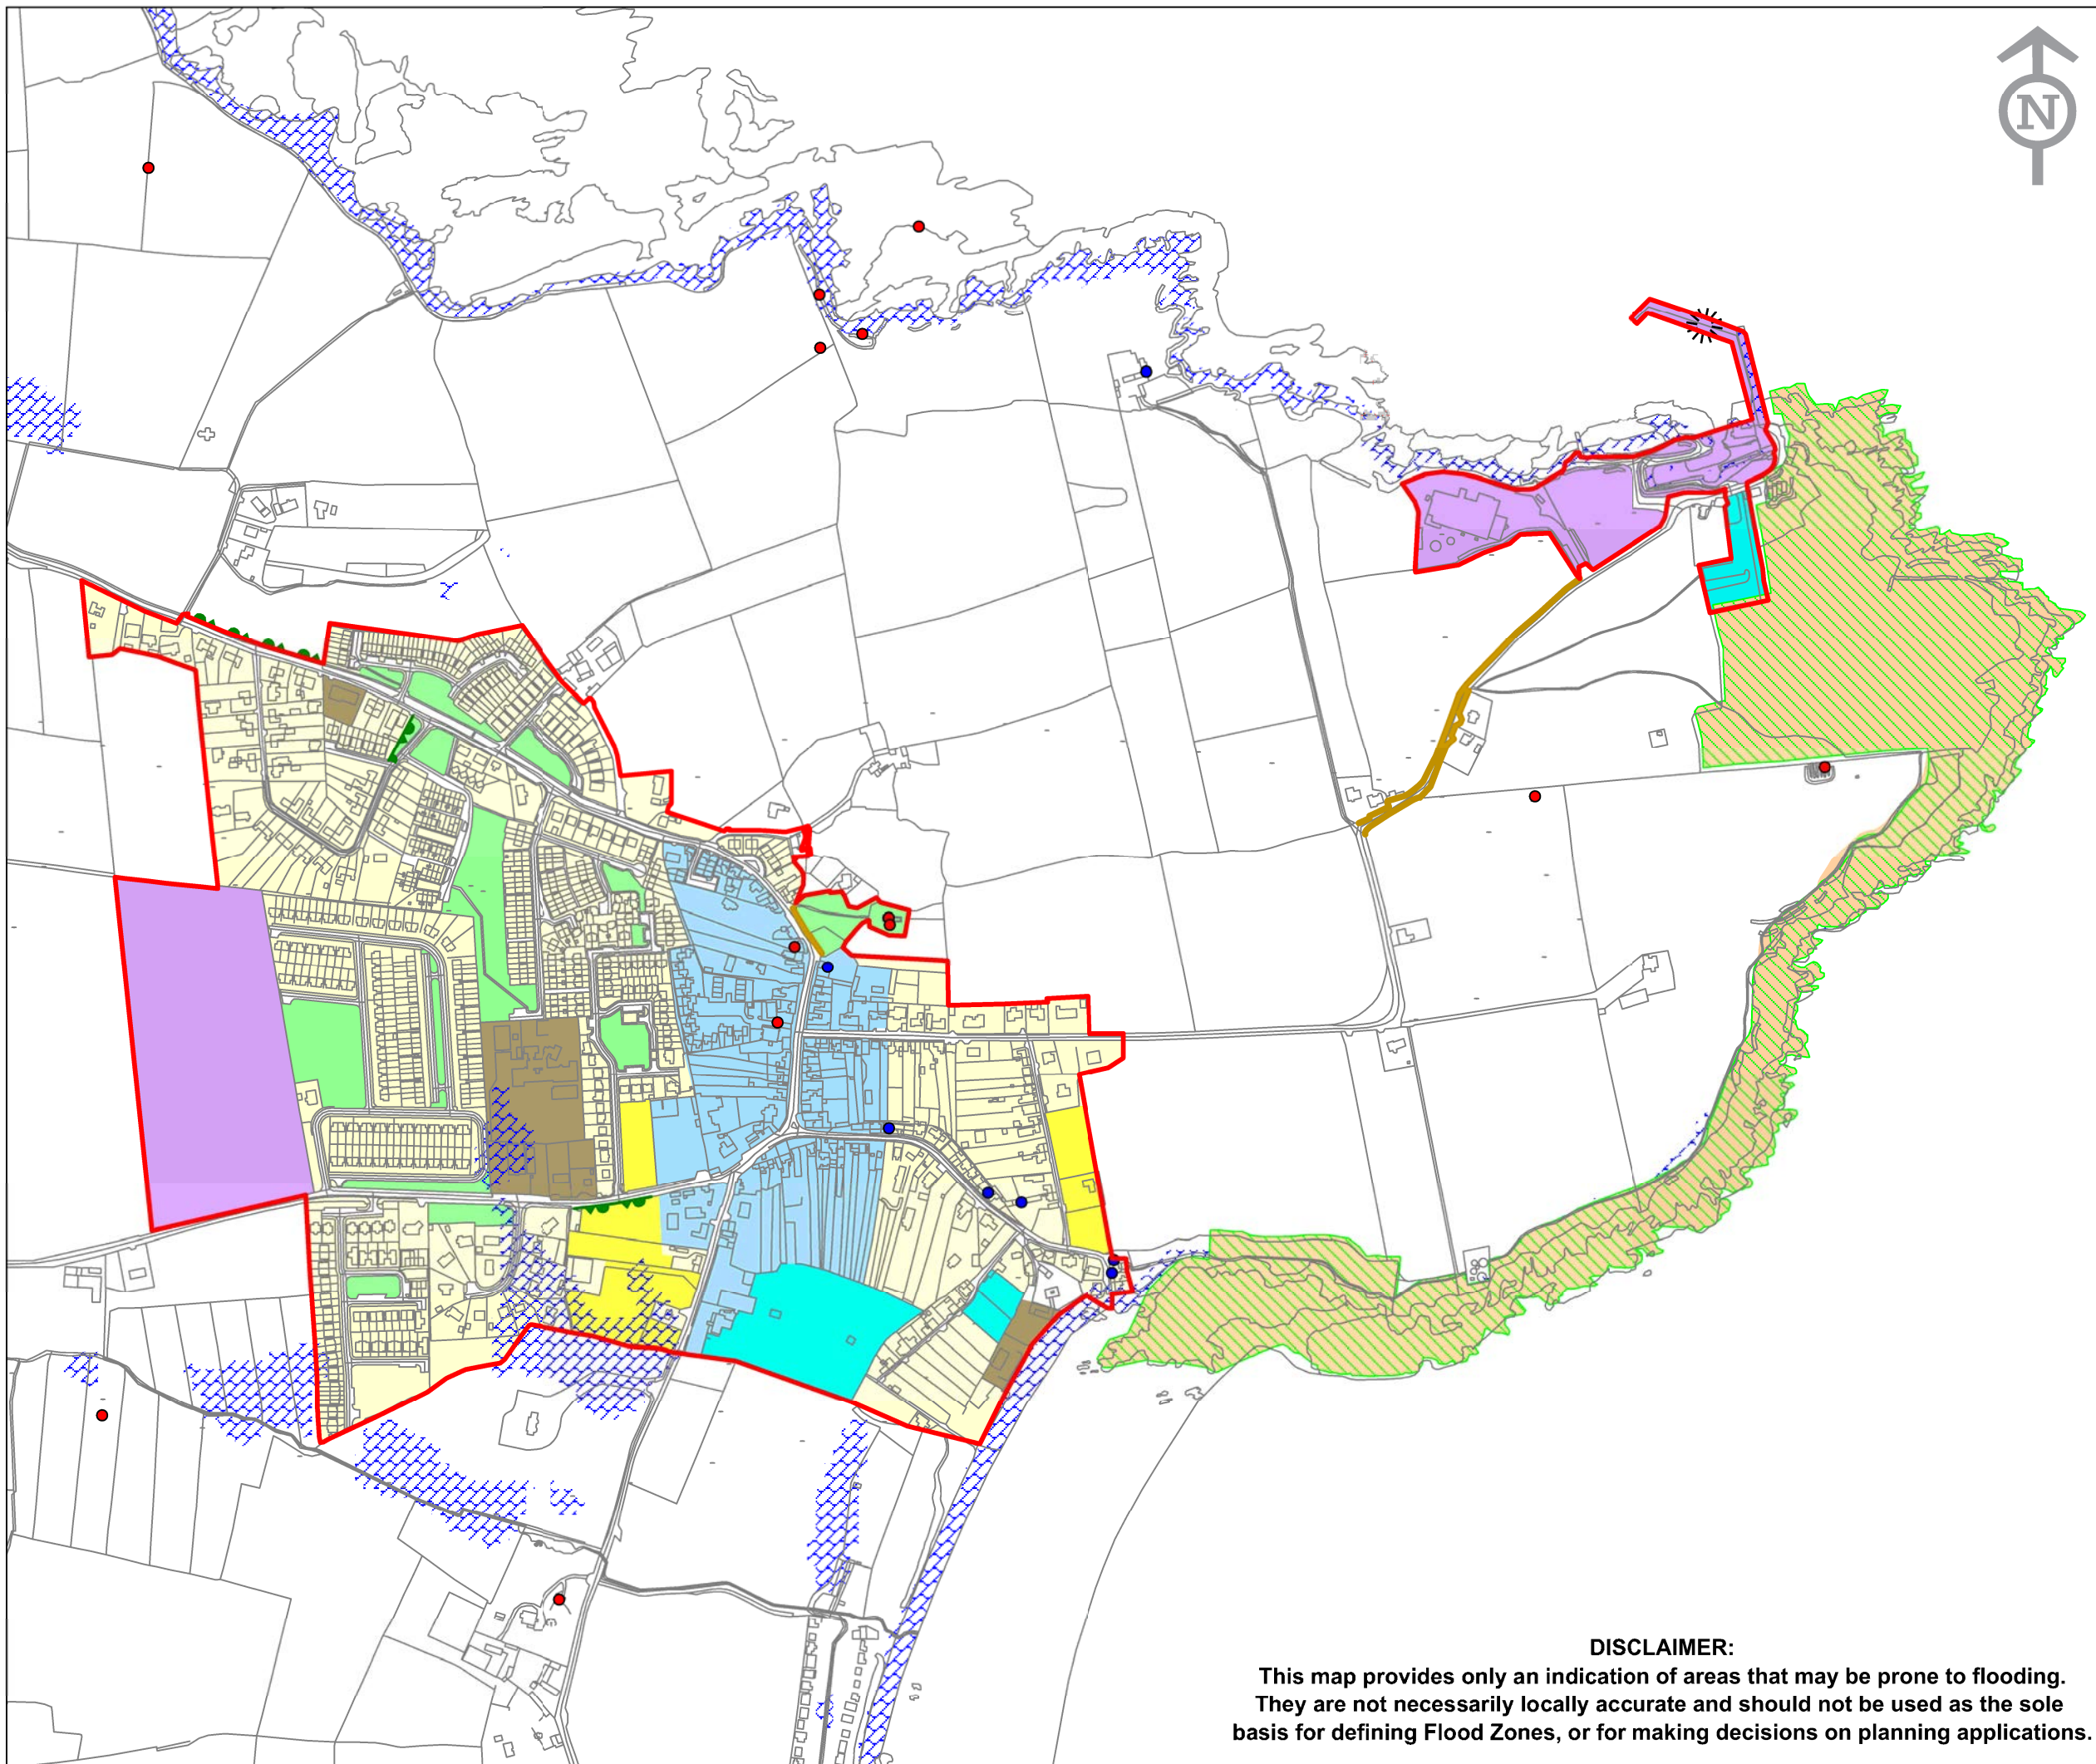 N
DISCLAIMER:
This map provides only an indication of areas that may be prone to flooding.
They are not necessarily locally accurate and should not be used as the sole
basis for defining Flood Zones, or for making decisions on planning applications.